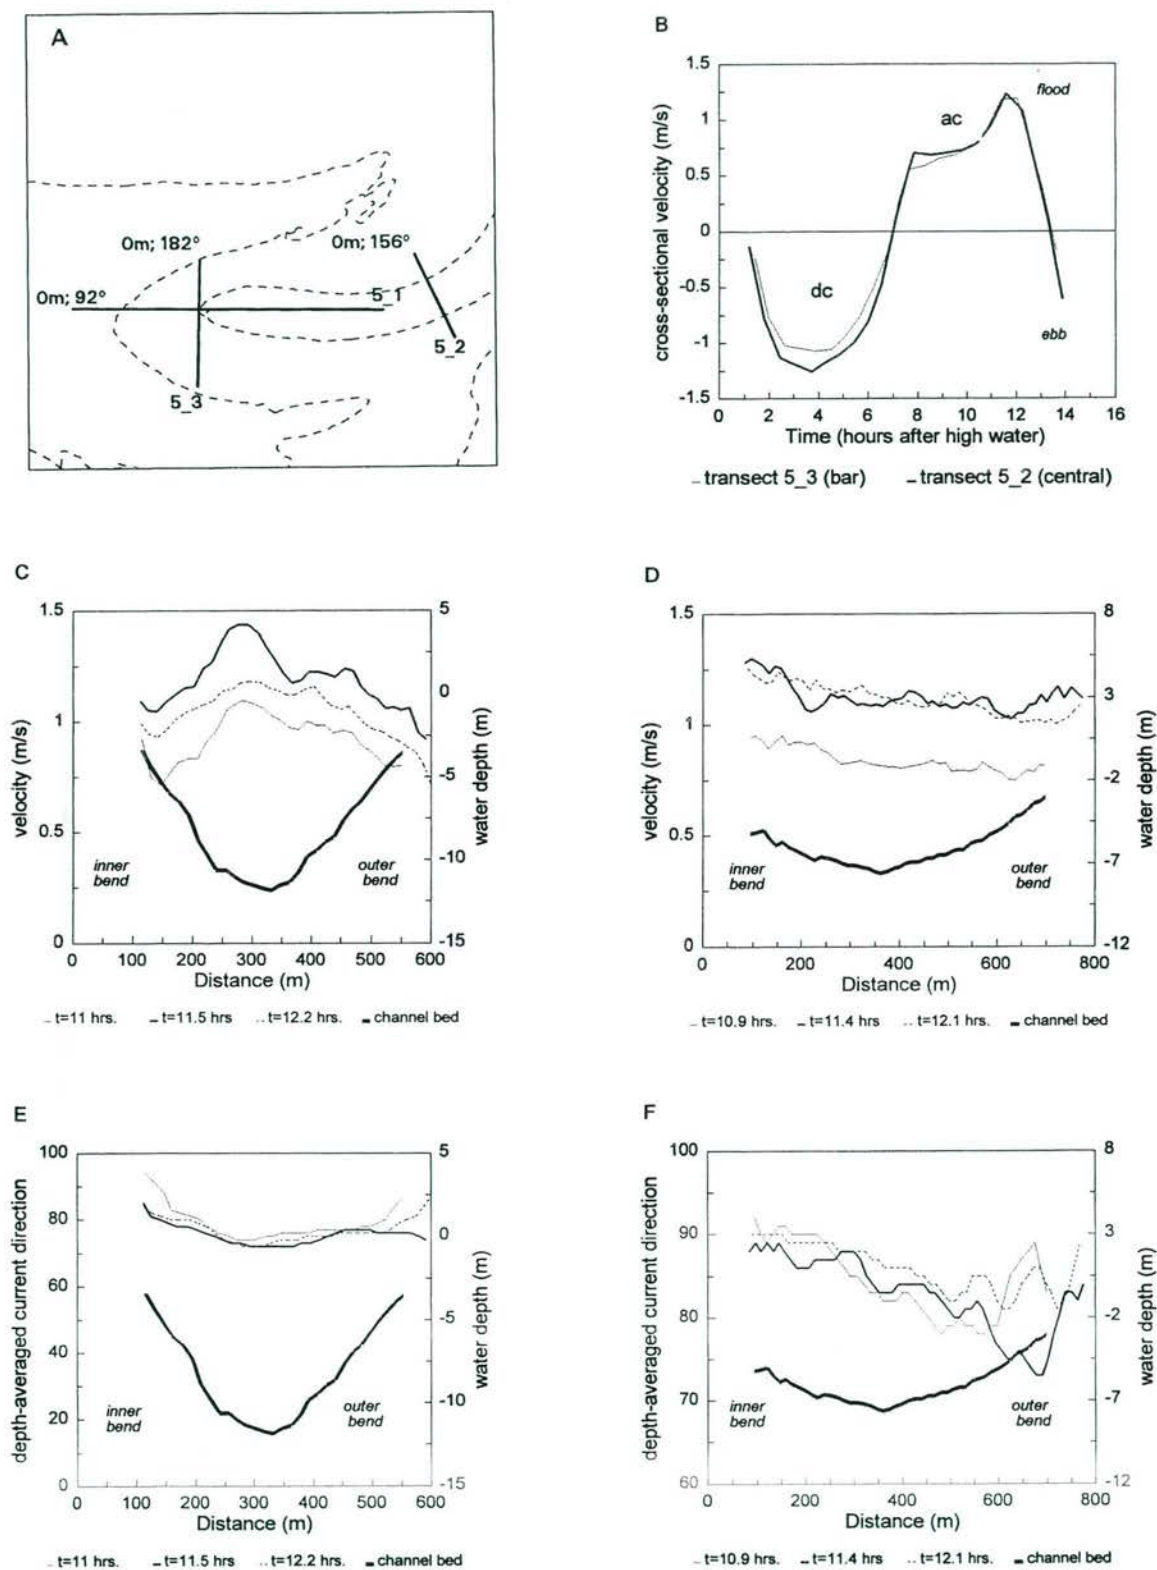 A
0m; 182°
0m; 156°
0m; 92°
5_1
5_2
5_3
B
cross-sectional velocity (m/s)
1.5
1
0.5
0
-0.5
-1
-1.5
flood
ac
dc
ebb
0 2 4 6 8 10 12 14 16
Time (hours after high water)
transect 5_3 (bar) transect 5_2 (central)
C
velocity (m/s)
1.5
1
0.5
0
5
0
-5
-10
-15
water depth (m)
inner
bend
outer
bend
0 100 200 300 400 500 600
Distance (m)
t=11 hrs. t=11.5 hrs t=12.2 hrs. channel bed
D
velocity (m/s)
1.5
1
0.5
0
8
3
-2
-7
-12
water depth (m)
inner
bend
outer
bend
0 200 400 600 800
Distance (m)
t=10.9 hrs. t=11.4 hrs t=12.1 hrs. channel bed
E
depth-averaged current direction
100
80
60
40
20
0
5
0
-5
-10
-15
water depth (m)
inner
bend
outer
bend
0 100 200 300 400 500 600
Distance (m)
t=11 hrs. t=11.5 hrs t=12.2 hrs. channel bed
F
depth-averaged current direction
100
90
80
70
60
8
3
-2
-7
-12
water depth (m)
inner
bend
outer
bend
0 200 400 600 800
Distance (m)
t=10.9 hrs. t=11.4 hrs t=12.1 hrs. channel bed